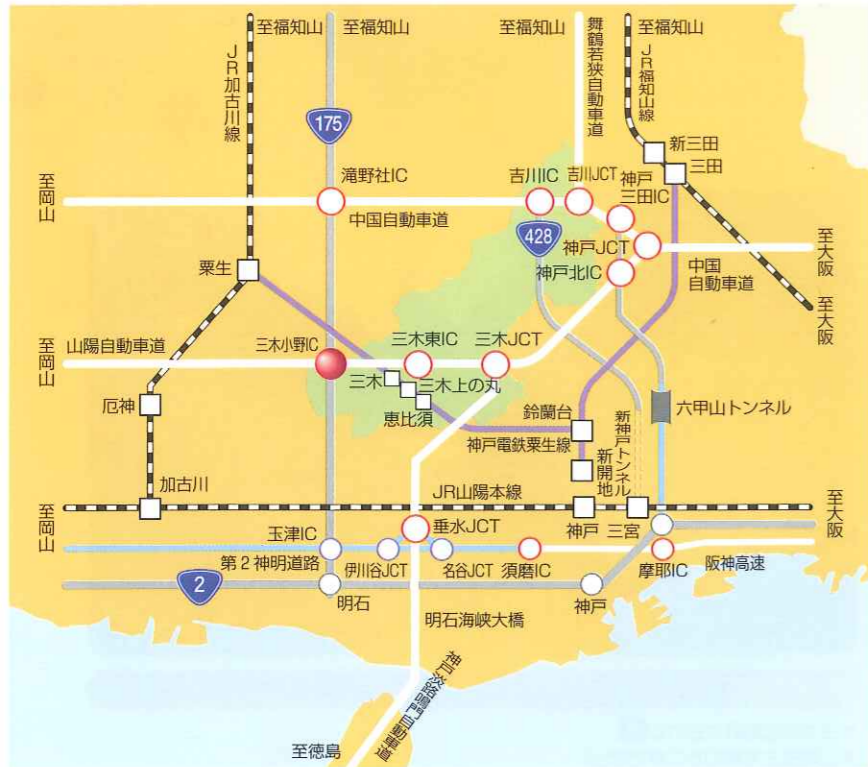 至福知山
至福知山
至福知山
至福知山
JR加古川線
舞鶴若狭自動車道
JR福知山線
175
新三田
三田
滝野社IC
吉川IC
吉川JCT
神戸
三田IC
至岡山
中国自動車道
428
神戸JCT
神戸北IC
至大阪
中国
自動車道
至大阪
粟生
三木東IC
三木JCT
山陽自動車道
三木小野IC
至岡山
三木
三木上の丸
恵比須
厄神
鈴蘭台
神戸電鉄粟生線
新開地
新神戸トンネル
六甲山トンネル
加古川
JR山陽本線
神戸
三宮
至岡山
至大阪
玉津IC
垂水JCT
第2神明道路
伊川谷JCT
名谷JCT
須磨IC
摩耶IC
阪神高速
2
明石
神戸
明石海峡大橋
神戸淡路鳴門自動車道
至徳島